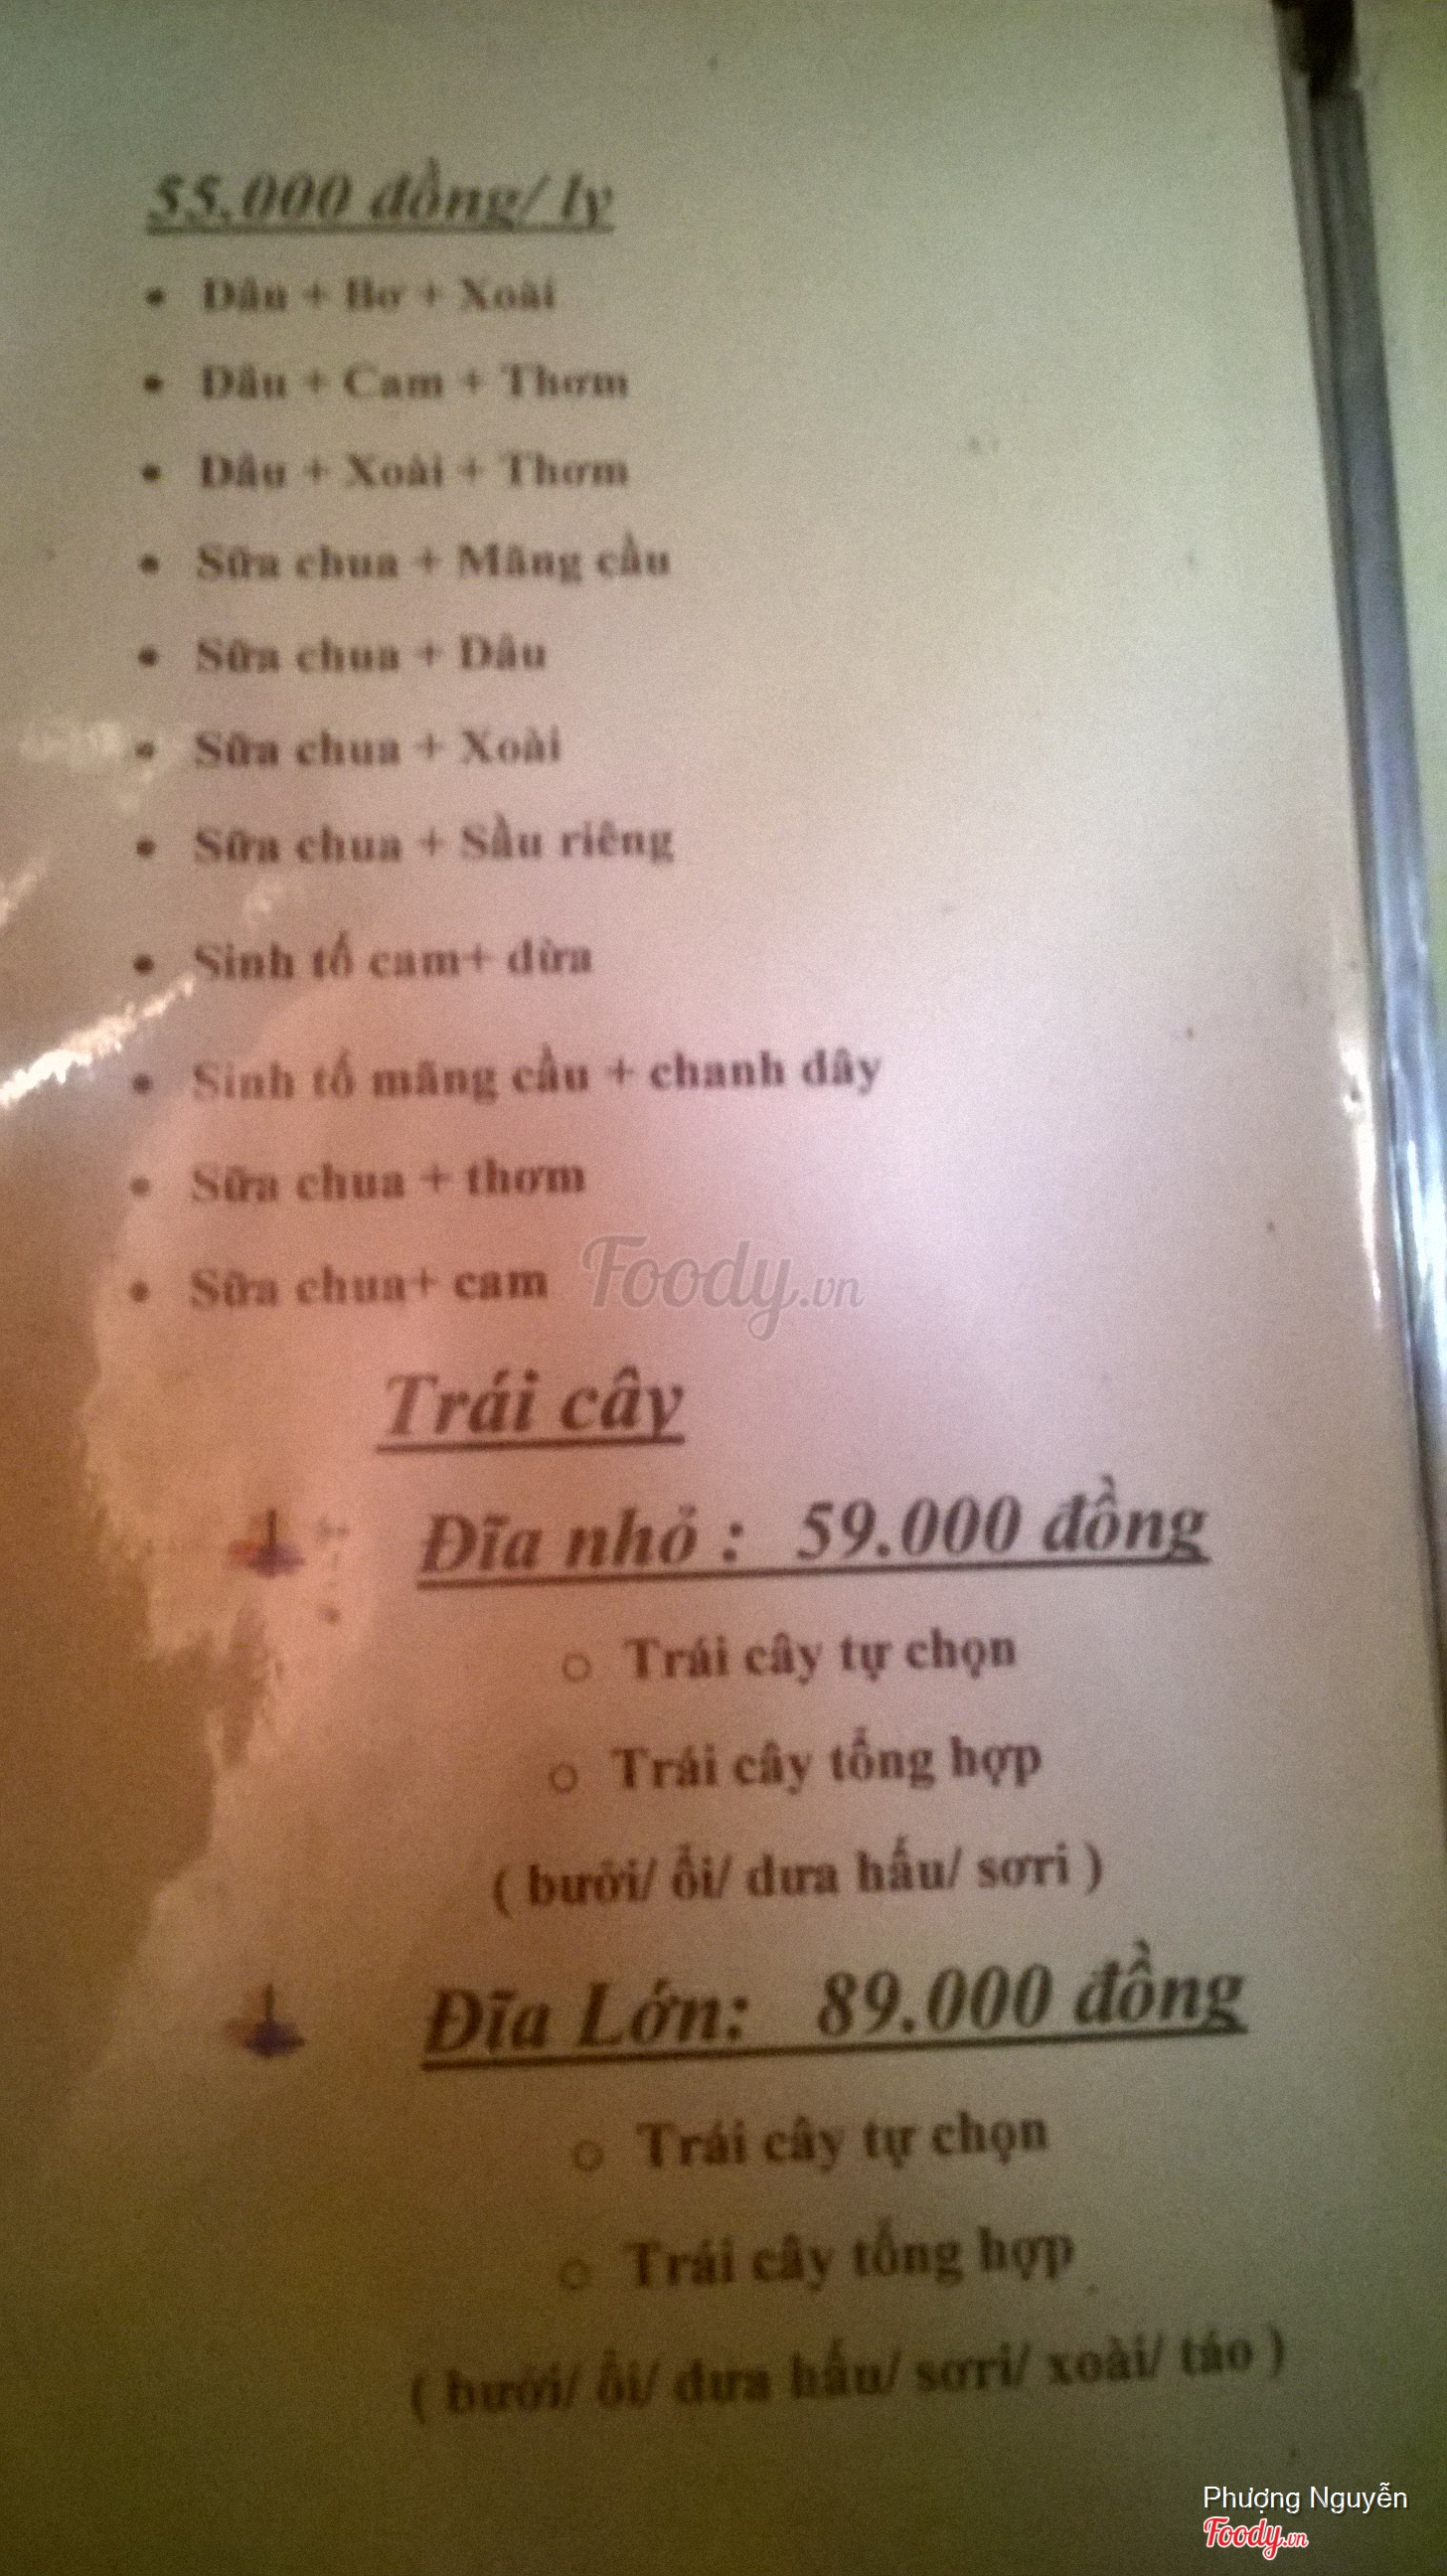 55.000 đồng/ ly
• Dâu + Bơ + Xoài
• Dâu + Cam + Thơm
• Dâu + Xoài + Thơm
• Sữa chua + Mãng cầu
• Sữa chua + Dâu
• Sữa chua + Xoài
• Sữa chua + Sầu riêng
• Sinh tố cam+ dừa
• Sinh tố mãng cầu + chanh dây
• Sữa chua + thơm
• Sữa chua+ cam
Foody.vn
Trái cây
Đĩa nhỏ : 59.000 đồng
o Trái cây tự chọn
o Trái cây tổng hợp
( bưởi/ ổi/ dưa hấu/ sơri )
Đĩa Lớn: 89.000 đồng
o Trái cây tự chọn
o Trái cây tổng hợp
( bưởi/ ổi/ dưa hấu/ sơri/ xoài/ táo )
Phượng Nguyễn
Foody.vn